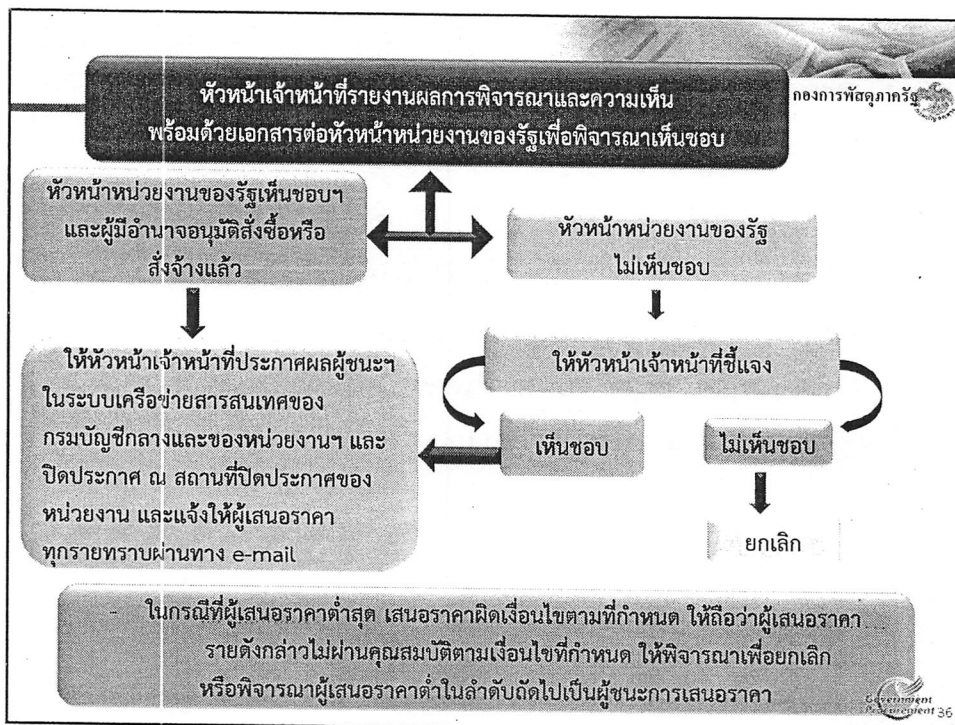 หัวหน้าเจ้าหน้าที่รายงานผลการพิจารณาและความเห็น
พร้อมด้วยเอกสารต่อหัวหน้าหน่วยงานของรัฐเพื่อพิจารณาเห็นชอบ
กองการพัสดุภาครัฐ
หัวหน้าหน่วยงานของรัฐเห็นชอบฯ
และผู้มีอำนาจอนุมัติสั่งซื้อหรือ
สั่งจ้างแล้ว
หัวหน้าหน่วยงานของรัฐ
ไม่เห็นชอบ
ให้หัวหน้าเจ้าหน้าที่ประกาศผลผู้ชนะฯ
ในระบบเครือข่ายสารสนเทศของ
กรมบัญชีกลางและของหน่วยงานฯ และ
ปิดประกาศ ณ สถานที่ปิดประกาศของ
หน่วยงาน และแจ้งให้ผู้เสนอราคา
ทุกรายทราบผ่านทาง e-mail
ให้หัวหน้าเจ้าหน้าที่ชี้แจง
เห็นชอบ
ไม่เห็นชอบ
ยกเลิก
- ในกรณีที่ผู้เสนอราคาต่ำสุด เสนอราคาผิดเงื่อนไขตามที่กำหนด ให้ถือว่าผู้เสนอราคา
รายดังกล่าวไม่ผ่านคุณสมบัติตามเงื่อนไขที่กำหนด ให้พิจารณาเพื่อยกเลิก
หรือพิจารณาผู้เสนอราคาต่ำในลำดับถัดไปเป็นผู้ชนะการเสนอราคา
Government
Procurement 36